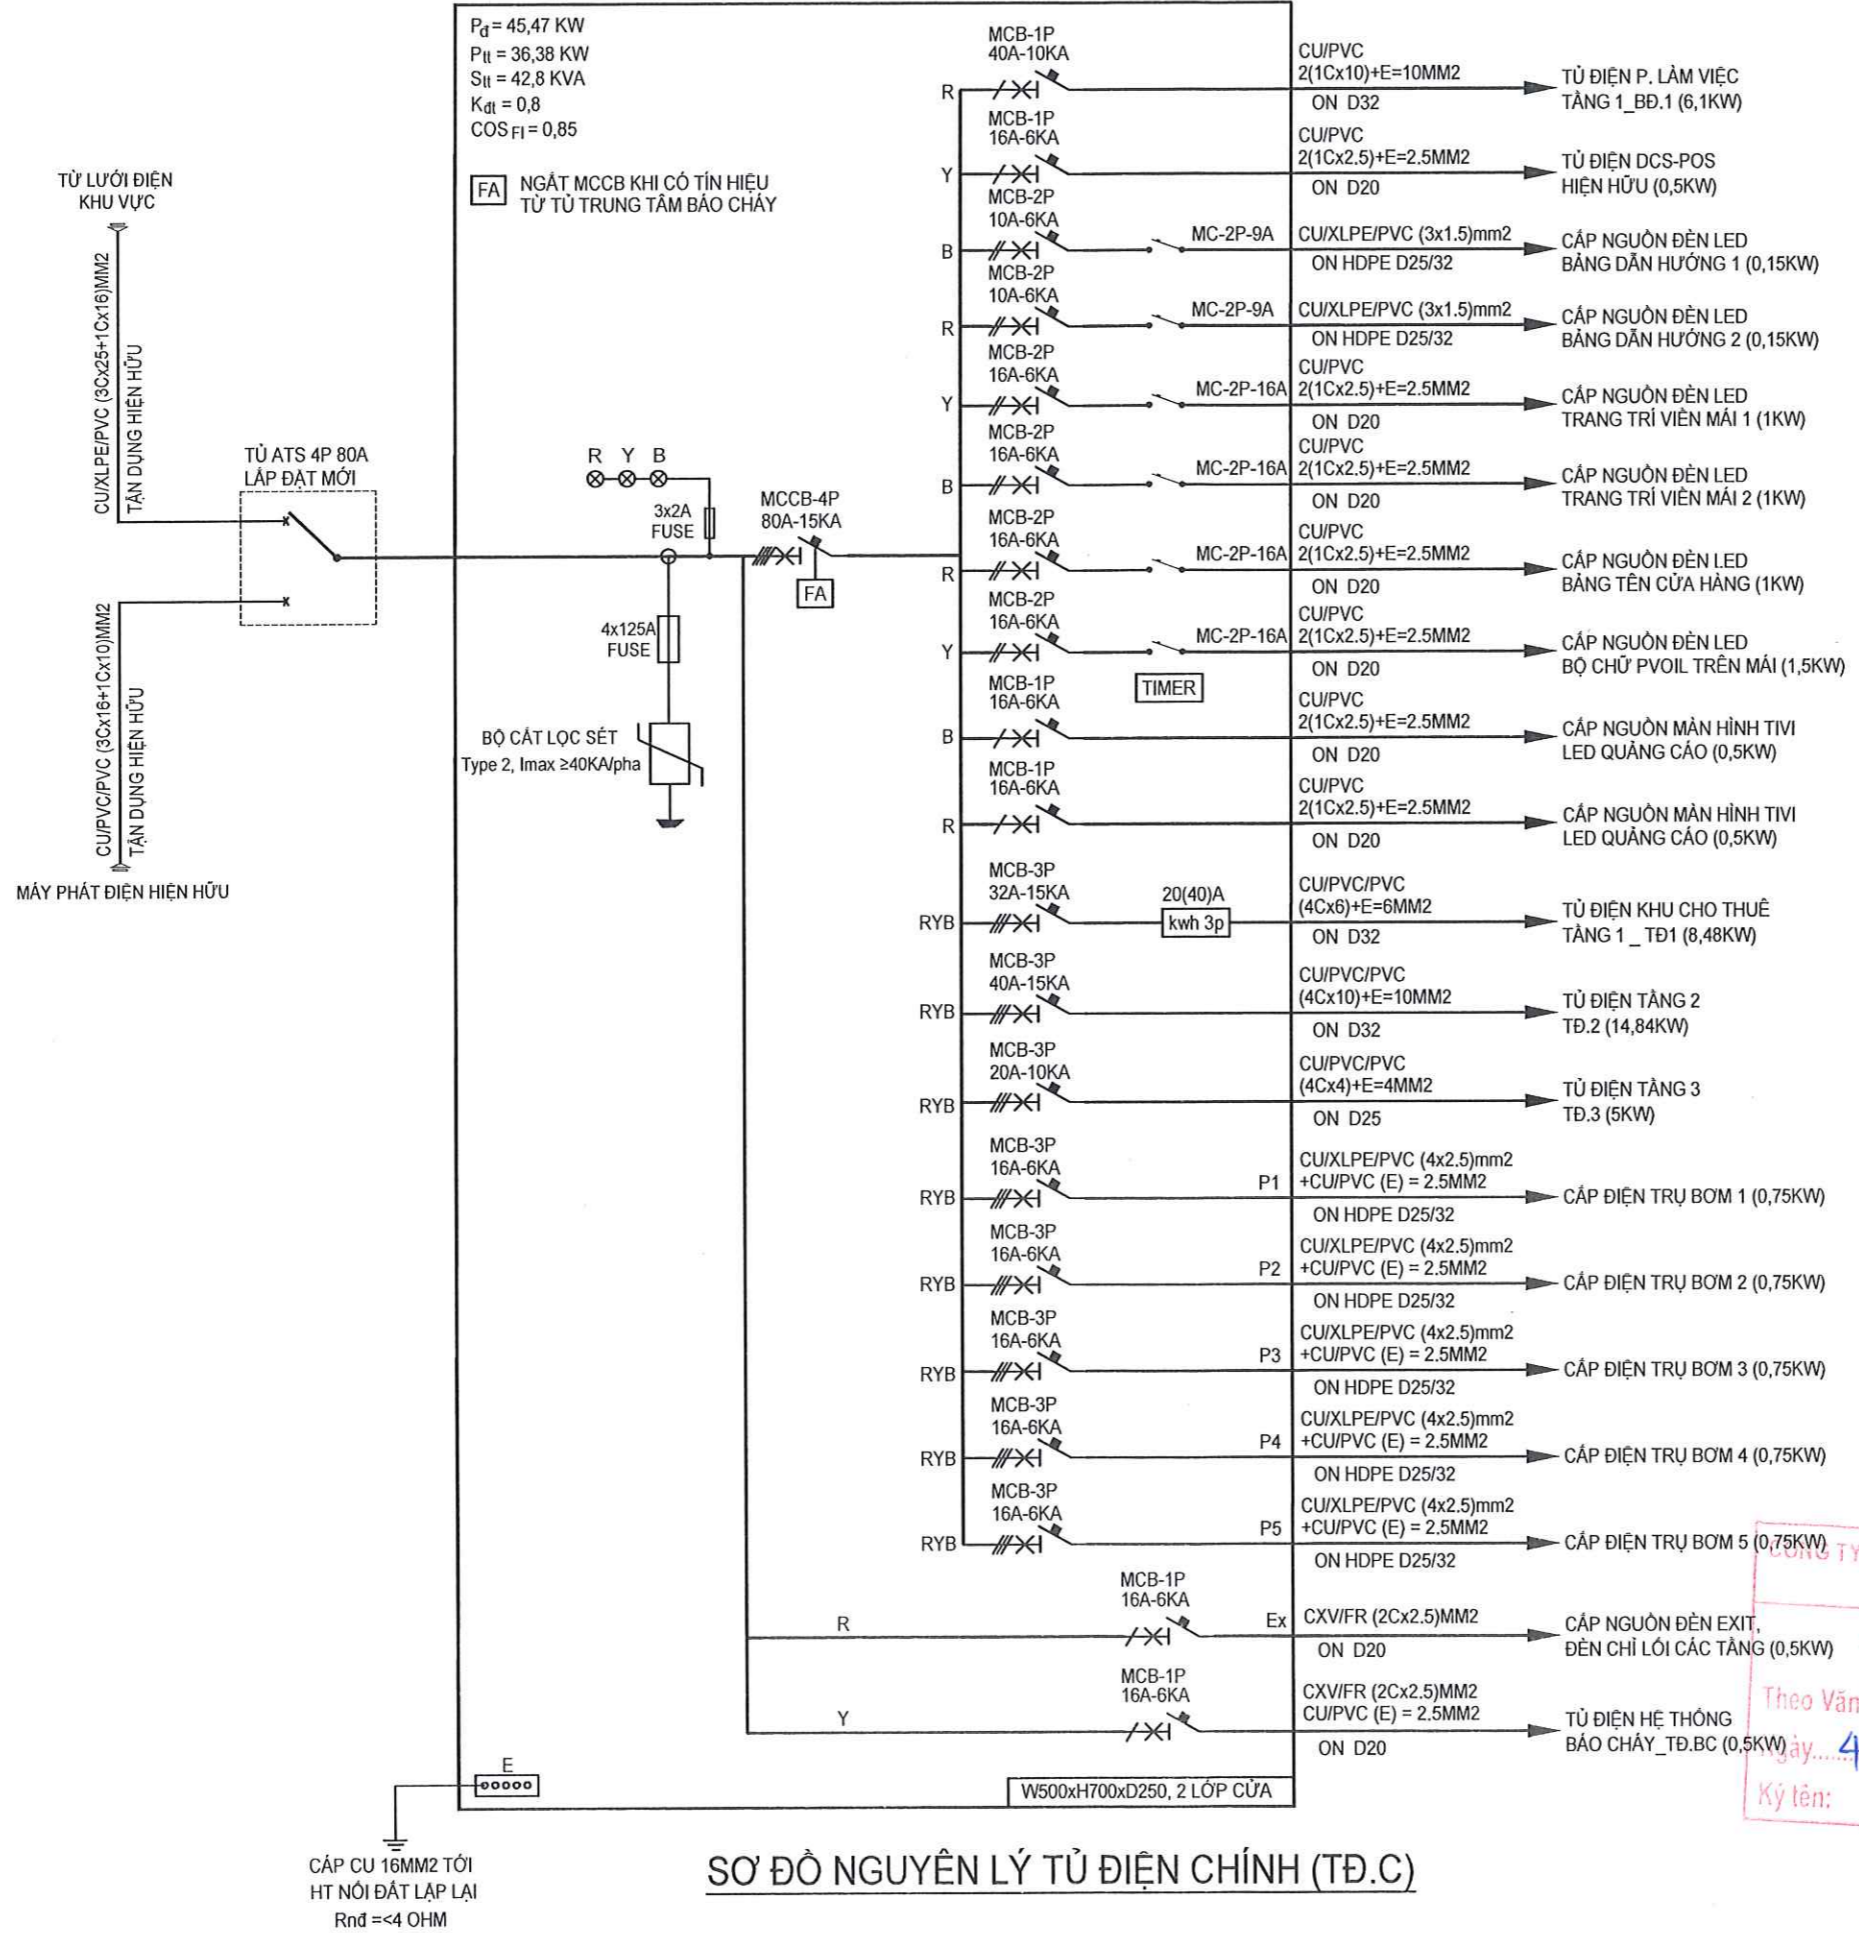 Pđ = 45,47 KW
Ptt = 36,38 KW
Stt = 42,8 KVA
Kđt = 0,8
COS FI = 0,85
FA
NGẮT MCCB KHI CÓ TÍN HIỆU
TỪ TỦ TRUNG TÂM BÁO CHÁY
TỪ LƯỚI ĐIỆN
KHU VỰC
CU/XLPE/PVC (3Cx25+1Cx16)MM2
TẬN DỤNG HIỆN HỮU
TỦ ATS 4P 80A
LẮP ĐẶT MỚI
CU/PVC/PVC (3Cx16+1Cx10)MM2
TẬN DỤNG HIỆN HỮU
MÁY PHÁT ĐIỆN HIỆN HỮU
R Y B
3x2A
FUSE
MCCB-4P
80A-15KA
FA
4x125A
FUSE
BỘ CẮT LỌC SÉT
Type 2, Imax ≥40KA/pha
MCB-1P
40A-10KA
R
CU/PVC
2(1Cx10)+E=10MM2
ON D32
TỦ ĐIỆN P. LÀM VIỆC
TẦNG 1_BĐ.1 (6,1KW)
MCB-1P
16A-6KA
Y
CU/PVC
2(1Cx2.5)+E=2.5MM2
ON D20
TỦ ĐIỆN DCS-POS
HIỆN HỮU (0,5KW)
MCB-2P
10A-6KA
B
MC-2P-9A
CU/XLPE/PVC (3x1.5)mm2
ON HDPE D25/32
CẤP NGUỒN ĐÈN LED
BẢNG DẪN HƯỚNG 1 (0,15KW)
MCB-2P
10A-6KA
R
MC-2P-9A
CU/XLPE/PVC (3x1.5)mm2
ON HDPE D25/32
CẤP NGUỒN ĐÈN LED
BẢNG DẪN HƯỚNG 2 (0,15KW)
MCB-2P
16A-6KA
Y
MC-2P-16A
CU/PVC
2(1Cx2.5)+E=2.5MM2
ON D20
CẤP NGUỒN ĐÈN LED
TRANG TRÍ VIỀN MÁI 1 (1KW)
MCB-2P
16A-6KA
B
MC-2P-16A
CU/PVC
2(1Cx2.5)+E=2.5MM2
ON D20
CẤP NGUỒN ĐÈN LED
TRANG TRÍ VIỀN MÁI 2 (1KW)
MCB-2P
16A-6KA
R
MC-2P-16A
CU/PVC
2(1Cx2.5)+E=2.5MM2
ON D20
CẤP NGUỒN ĐÈN LED
BẢNG TÊN CỬA HÀNG (1KW)
MCB-2P
16A-6KA
Y
MC-2P-16A
TIMER
CU/PVC
2(1Cx2.5)+E=2.5MM2
ON D20
CẤP NGUỒN ĐÈN LED
BỘ CHỮ PVOIL TRÊN MÁI (1,5KW)
MCB-1P
16A-6KA
B
CU/PVC
2(1Cx2.5)+E=2.5MM2
ON D20
CẤP NGUỒN MÀN HÌNH TIVI
LED QUẢNG CÁO (0,5KW)
MCB-1P
16A-6KA
R
CU/PVC
2(1Cx2.5)+E=2.5MM2
ON D20
CẤP NGUỒN MÀN HÌNH TIVI
LED QUẢNG CÁO (0,5KW)
MCB-3P
32A-15KA
RYB
20(40)A
kwh 3p
CU/PVC/PVC
(4Cx6)+E=6MM2
ON D32
TỦ ĐIỆN KHU CHO THUÊ
TẦNG 1 _ TĐ1 (8,48KW)
MCB-3P
40A-15KA
RYB
CU/PVC/PVC
(4Cx10)+E=10MM2
ON D32
TỦ ĐIỆN TẦNG 2
TĐ.2 (14,84KW)
MCB-3P
20A-10KA
RYB
CU/PVC/PVC
(4Cx4)+E=4MM2
ON D25
TỦ ĐIỆN TẦNG 3
TĐ.3 (5KW)
MCB-3P
16A-6KA
RYB
P1
CU/XLPE/PVC (4x2.5)mm2
+CU/PVC (E) = 2.5MM2
ON HDPE D25/32
CẤP ĐIỆN TRỤ BƠM 1 (0,75KW)
MCB-3P
16A-6KA
RYB
P2
CU/XLPE/PVC (4x2.5)mm2
+CU/PVC (E) = 2.5MM2
ON HDPE D25/32
CẤP ĐIỆN TRỤ BƠM 2 (0,75KW)
MCB-3P
16A-6KA
RYB
P3
CU/XLPE/PVC (4x2.5)mm2
+CU/PVC (E) = 2.5MM2
ON HDPE D25/32
CẤP ĐIỆN TRỤ BƠM 3 (0,75KW)
MCB-3P
16A-6KA
RYB
P4
CU/XLPE/PVC (4x2.5)mm2
+CU/PVC (E) = 2.5MM2
ON HDPE D25/32
CẤP ĐIỆN TRỤ BƠM 4 (0,75KW)
MCB-3P
16A-6KA
RYB
P5
CU/XLPE/PVC (4x2.5)mm2
+CU/PVC (E) = 2.5MM2
ON HDPE D25/32
CẤP ĐIỆN TRỤ BƠM 5 (0,75KW)
CÔNG TY
MCB-1P
16A-6KA
R
Ex
CXV/FR (2Cx2.5)MM2
ON D20
CẤP NGUỒN ĐÈN EXIT,
ĐÈN CHỈ LỐI CÁC TẦNG (0,5KW)
MCB-1P
16A-6KA
Y
CXV/FR (2Cx2.5)MM2
CU/PVC (E) = 2.5MM2
ON D20
TỦ ĐIỆN HỆ THỐNG
BÁO CHÁY_TĐ.BC (0,5KW)
Theo Văn
Ngày...... 4
Ký tên:
E
W500xH700xD250, 2 LỚP CỬA
CÁP CU 16MM2 TỚI
HT NỐI ĐẤT LẶP LẠI
Rnđ =<4 OHM
SƠ ĐỒ NGUYÊN LÝ TỦ ĐIỆN CHÍNH (TĐ.C)